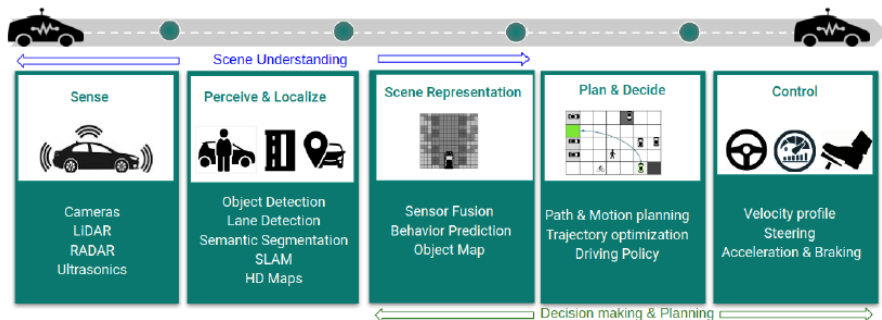 Scene Understanding
Sense
Cameras
LiDAR
RADAR
Ultrasonics
Perceive & Localize
Object Detection
Lane Detection
Semantic Segmentation
SLAM
HD Maps
Scene Representation
Sensor Fusion
Behavior Prediction
Object Map
Plan & Decide
Path & Motion planning
Trajectory optimization
Driving Policy
Control
Velocity profile
Steering
Acceleration & Braking
Decision making & Planning